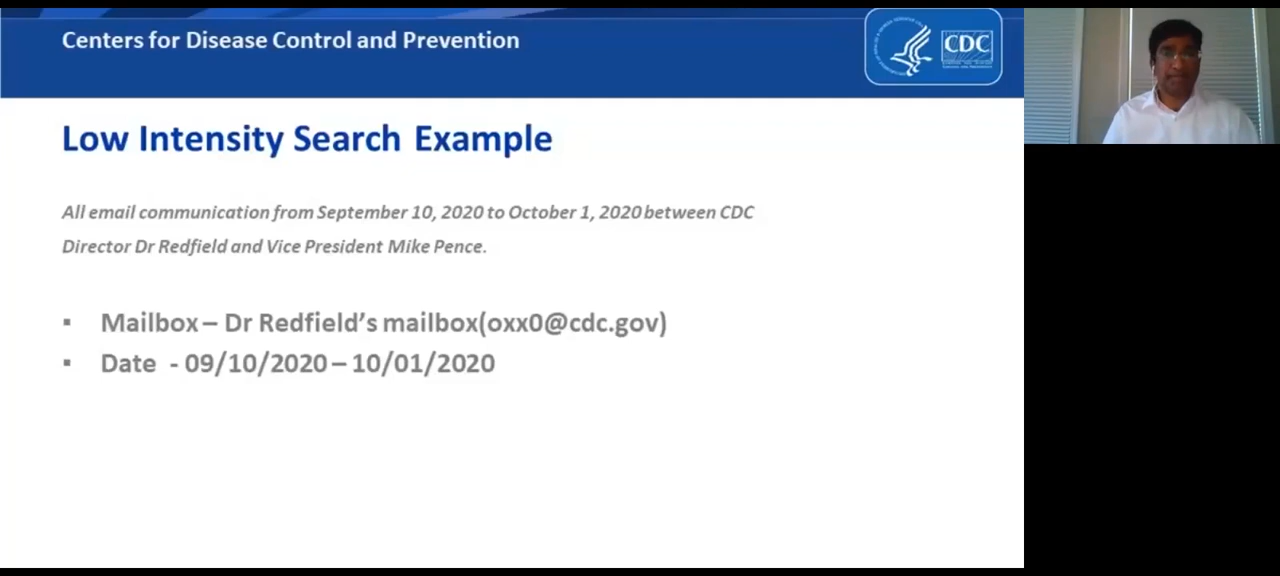 Centers for Disease Control and Prevention
CDC
Low Intensity Search Example
All email communication from September 10, 2020 to October 1, 2020 between CDC
Director Dr Redfield and Vice President Mike Pence.
▪ Mailbox – Dr Redfield's mailbox(oxx0@cdc.gov)
▪ Date - 09/10/2020 – 10/01/2020